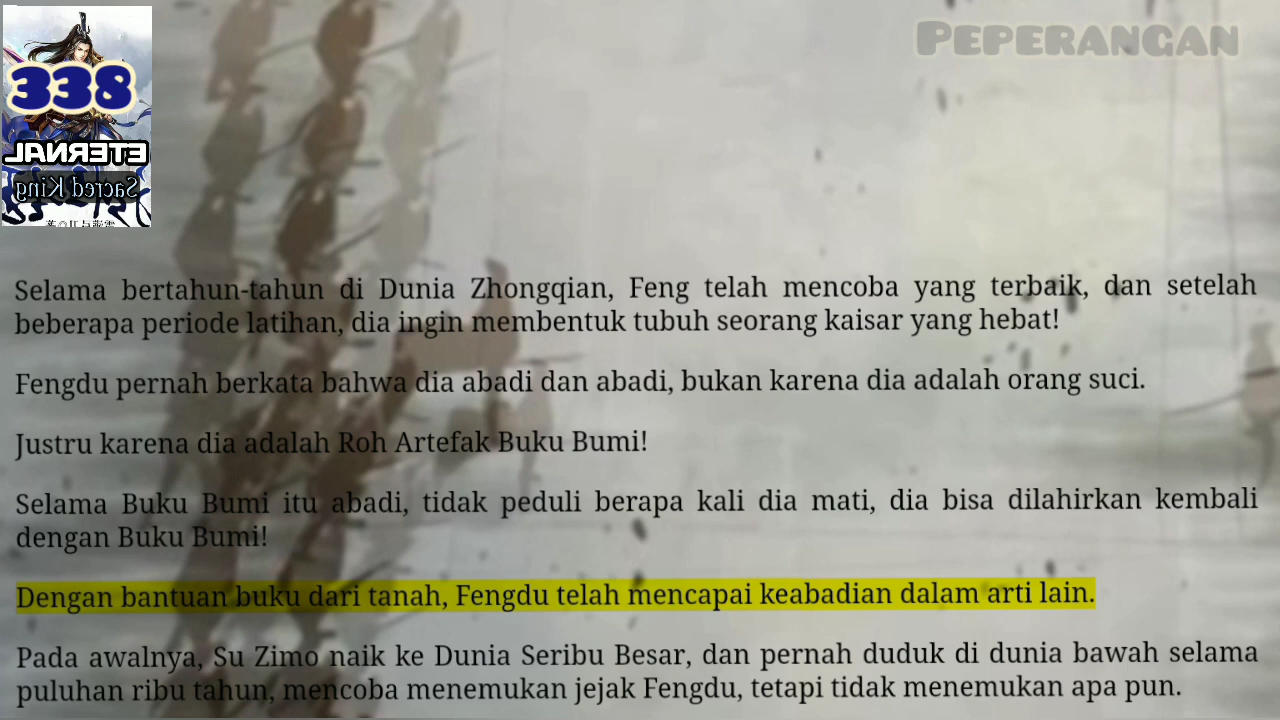 PEPERANGAN
338
ETERNAL
Sacred King
Selama bertahun-tahun di Dunia Zhongqian, Feng telah mencoba yang terbaik, dan setelah
beberapa periode latihan, dia ingin membentuk tubuh seorang kaisar yang hebat!
Fengdu pernah berkata bahwa dia abadi dan abadi, bukan karena dia adalah orang suci.
Justru karena dia adalah Roh Artefak Buku Bumi!
Selama Buku Bumi itu abadi, tidak peduli berapa kali dia mati, dia bisa dilahirkan kembali
dengan Buku Bumi!
Dengan bantuan buku dari tanah, Fengdu telah mencapai keabadian dalam arti lain.
Pada awalnya, Su Zimo naik ke Dunia Seribu Besar, dan pernah duduk di dunia bawah selama
puluhan ribu tahun, mencoba menemukan jejak Fengdu, tetapi tidak menemukan apa pun.